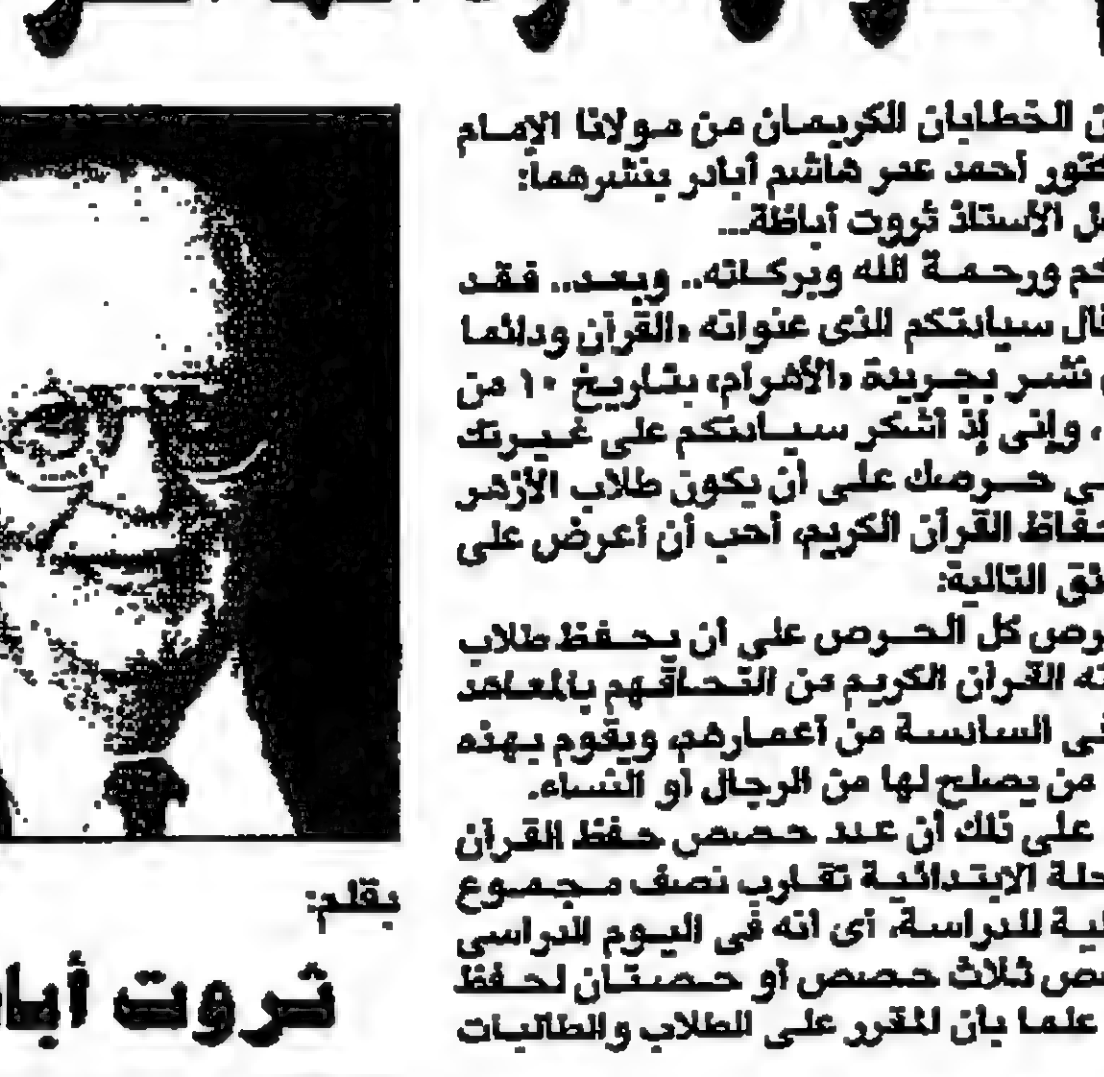 الخطابان الكريمان من مولانا الإمام
أحمد عمر هاشم أبادر بنشرهما:
الأستاذ ثروت أباظة...
ورحمة الله وبركاته.. وبعد.. فقد
سيادتكم الذى عنوانه «القرآن ودائما
نشر بجريدة «الأهرام» بتاريخ ١٠ من
، وإنى إذ أشكر سيادتكم على غيرتك
حرصك على أن يكون طلاب الأزهر
القرآن الكريم، أحب أن أعرض على
التالية:
كل الحرص على أن يحفظ طلاب
القرآن الكريم من التحاقهم بالمعاهد
السادسة من أعمارهم، ويقوم بهذه
من يصلح لها من الرجال أو النساء.
على ذلك أن عدد حصص حفظ القرآن
الابتدائية تقارب نصف مجموع
للدراسة، أى انه فى اليوم الدراسى
ثلاث حصص أو حصتان لحفظ
علما بأن المقرر على الطلاب والطالبات
بقلم:
ثروت أبا